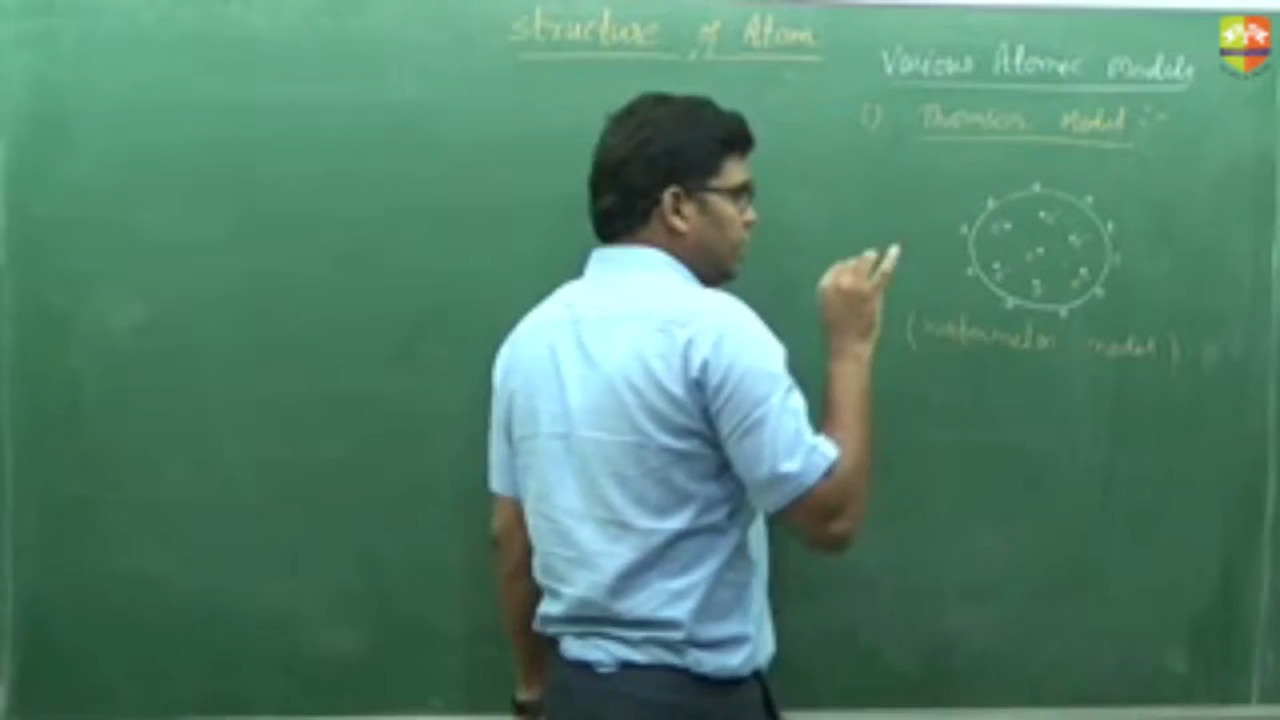 Structure of Atom
Various Atomic Models
1) Thomson Model :-
(watermelon model)